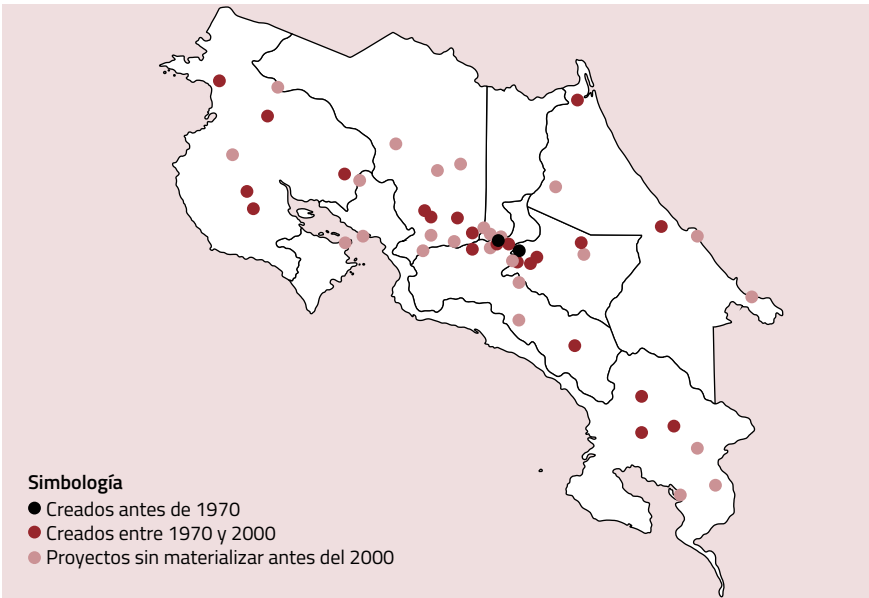 Simbología
Creados antes de 1970
Creados entre 1970 y 2000
Proyectos sin materializar antes del 2000